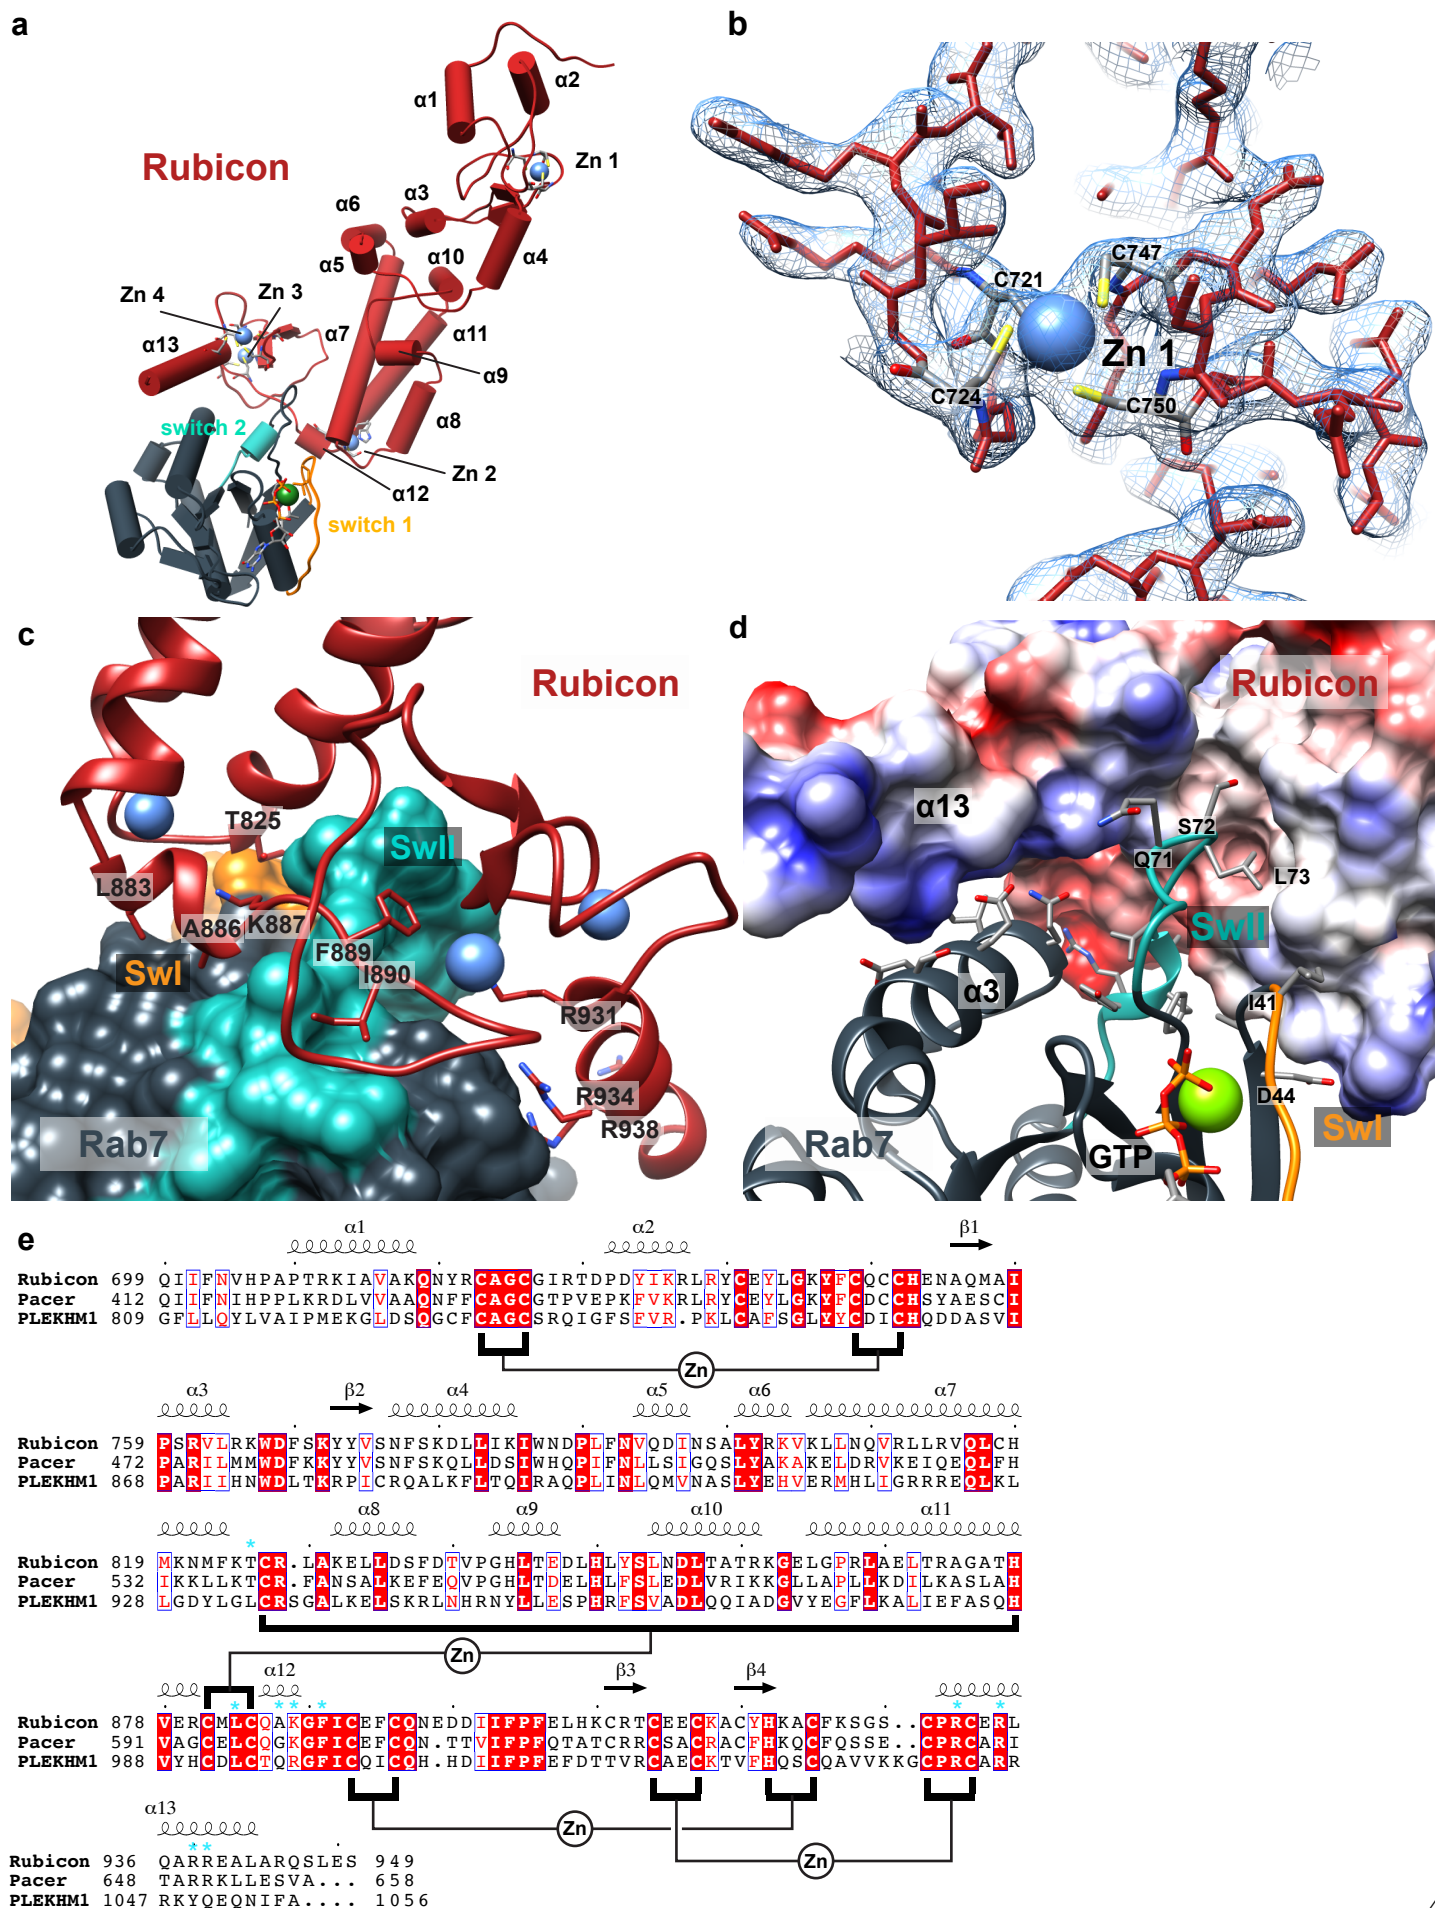 a
α1
α2
Rubicon
Zn 1
α3
α6
α5
α10
α4
Zn 4
Zn 3
α13
α7
α11
α9
switch 2
α8
Zn 2
α12
switch 1
b
C721
C747
Zn 1
C724
C750
c
Rubicon
T825
SwII
L883
A886
K887
F889
SwI
I890
R931
R934
R938
Rab7
d
Rubicon
α13
S72
Q71
L73
SwII
α3
I41
D44
SwI
Rab7
GTP
e
α1 α2 β1
Rubicon 699 QIIFNVHPAPTRKIAVAKQNYRCAGCGIRTDPDYIKRLRYCEYLGKYFCQCCHENAQMAI
Pacer 412 QIIFNIHPPLKRDLVVAAQNFFCAGCGTPVEPKFVKRLRYCEYLGKYFCDCCHSYAESCI
PLEKHM1 809 GFLLQYLVAIPMEKGLDSQGCFCAGCSRQIGFSFVR.PKLCAFSGLYYCDICHQDDASVI
Zn
α3 β2 α4 α5 α6 α7
Rubicon 759 PSRVLRKWDFSKYYVSNFSKDLLIKIWNDPLFNVQDINSALYRKVKLLNQVRLLRVQLCH
Pacer 472 PARILMMWDFKKYYVSNFSKQLLDSIWHQPIFNLLSIGQSLYAKAKELDRVKEIQEQLFH
PLEKHM1 868 PARIIHNWDLTKRPICRQALKFLTQIRAQPLINLQMVNASLYEHVERMHLIGRRREQLKL
α8 α9 α10 α11
*
Rubicon 819 MKNMFKTCR.LAKELLDSFDTVPGHLTEDLHLYSLNDLTATRKGELGPRLAELTRAGATH
Pacer 532 IKKLLKTCR.FANSALKEFEQVPGHLTDELHLFSLEDLVRIKKGLLAPLLKDILKASLAH
PLEKHM1 928 LGDYLGLCRSGALKELSKRLNHRNYLLESPHRFSVADLQQIADGVYEGFLKALIEFASQH
Zn
α12 β3 β4
* * * * * *
Rubicon 878 VERCMLCQAKGFICEFCQNEDDIIFPFELHKCRTCEECKACYHKACFKSGS..CPRCERL
Pacer 591 VAGCELCQGKGFICEFCQN.TTVIFPFQTATCRRCSACRACFHKQCFQSSE..CPRCARI
PLEKHM1 988 VYHCDLCTQRGFICQICQH.HDIIFPFEFDTTVRCAECKTVFHQSCQAVVKKGCPRCARR
Zn
Zn
α13
* *
Rubicon 936 QARREALARQSLES 949
Pacer 648 TARRKLLESVA... 658
PLEKHM1 1047 RKYQEQNIFA.... 1056